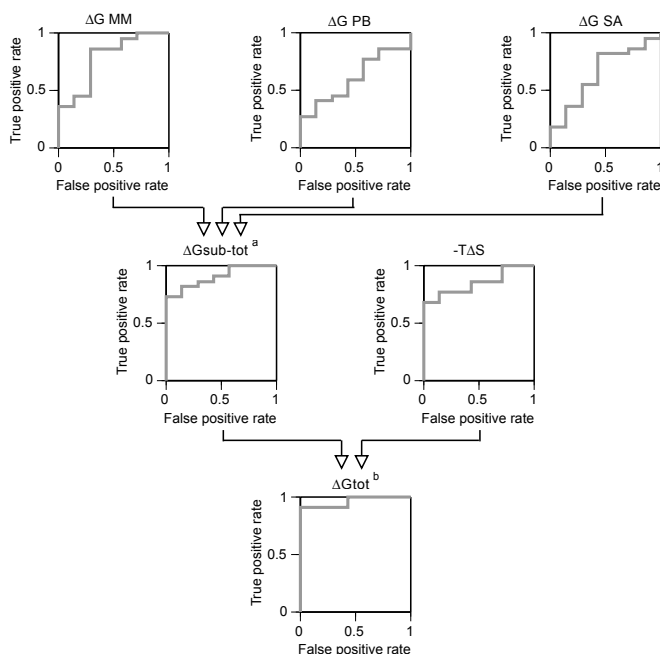 ΔG MM
1
0.5
0
0
0.5
1
True positive rate
False positive rate
ΔG PB
1
0.5
0
0
0.5
1
True positive rate
False positive rate
ΔG SA
1
0.5
0
0
0.5
1
True positive rate
False positive rate
ΔGsub-tot a
1
0.5
0
0
0.5
1
True positive rate
False positive rate
-TΔS
1
0.5
0
0
0.5
1
True positive rate
False positive rate
ΔGtot b
1
0.5
0
0
0.5
1
True positive rate
False positive rate